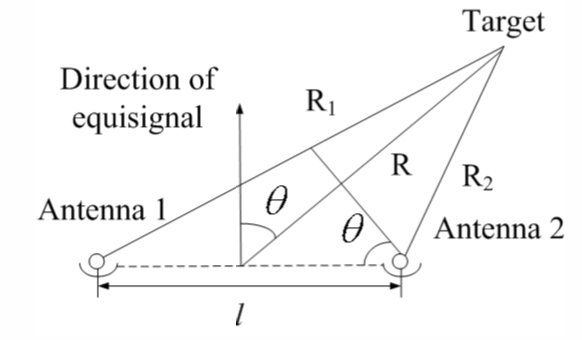 Target
Direction of
equisignal
R₁
R
R₂
θ
θ
Antenna 1
Antenna 2
l